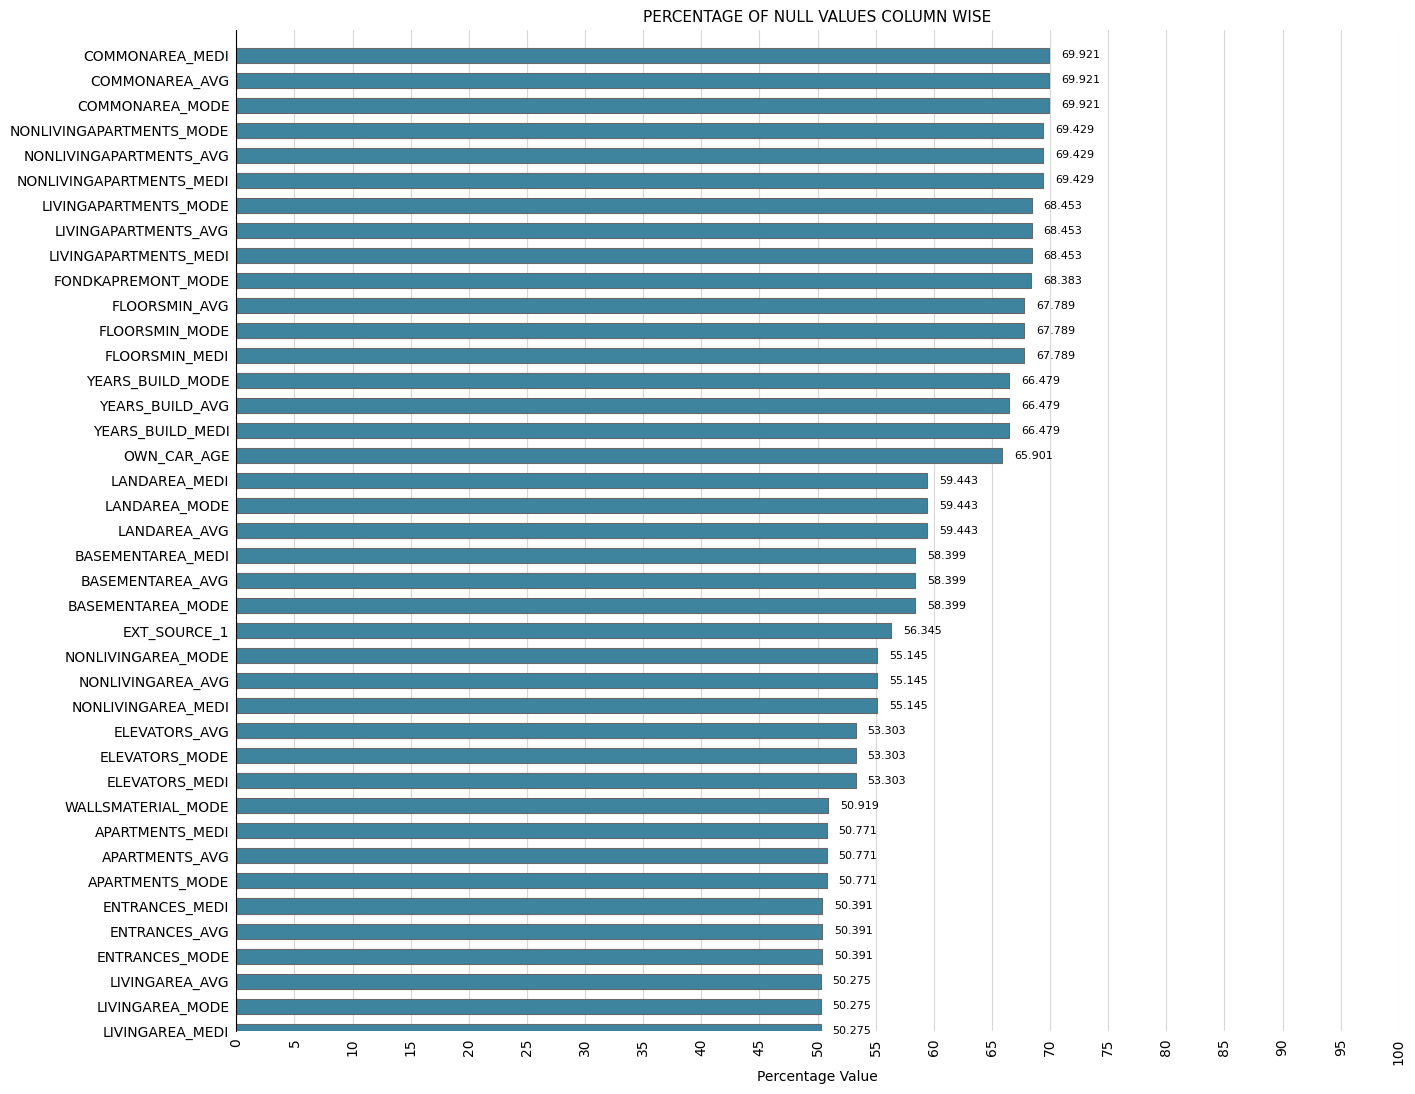 PERCENTAGE OF NULL VALUES COLUMN WISE
COMMONAREA_MEDI 69.921
COMMONAREA_AVG 69.921
COMMONAREA_MODE 69.921
NONLIVINGAPARTMENTS_MODE 69.429
NONLIVINGAPARTMENTS_AVG 69.429
NONLIVINGAPARTMENTS_MEDI 69.429
LIVINGAPARTMENTS_MODE 68.453
LIVINGAPARTMENTS_AVG 68.453
LIVINGAPARTMENTS_MEDI 68.453
FONDKAPREMONT_MODE 68.383
FLOORSMIN_AVG 67.789
FLOORSMIN_MODE 67.789
FLOORSMIN_MEDI 67.789
YEARS_BUILD_MODE 66.479
YEARS_BUILD_AVG 66.479
YEARS_BUILD_MEDI 66.479
OWN_CAR_AGE 65.901
LANDAREA_MEDI 59.443
LANDAREA_MODE 59.443
LANDAREA_AVG 59.443
BASEMENTAREA_MEDI 58.399
BASEMENTAREA_AVG 58.399
BASEMENTAREA_MODE 58.399
EXT_SOURCE_1 56.345
NONLIVINGAREA_MODE 55.145
NONLIVINGAREA_AVG 55.145
NONLIVINGAREA_MEDI 55.145
ELEVATORS_AVG 53.303
ELEVATORS_MODE 53.303
ELEVATORS_MEDI 53.303
WALLSMATERIAL_MODE 50.919
APARTMENTS_MEDI 50.771
APARTMENTS_AVG 50.771
APARTMENTS_MODE 50.771
ENTRANCES_MEDI 50.391
ENTRANCES_AVG 50.391
ENTRANCES_MODE 50.391
LIVINGAREA_AVG 50.275
LIVINGAREA_MODE 50.275
LIVINGAREA_MEDI 50.275
0 5 10 15 20 25 30 35 40 45 50 55 60 65 70 75 80 85 90 95 100
Percentage Value